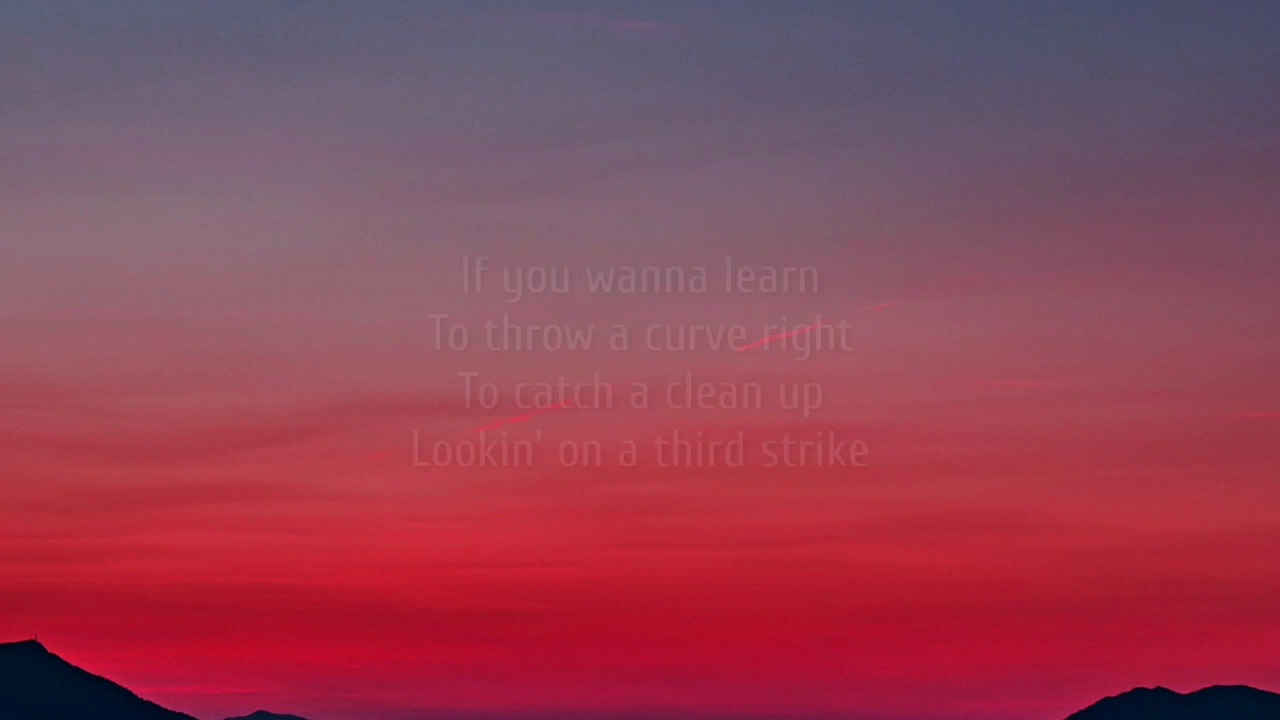 If you wanna learn
To throw a curve right
To catch a clean up
Lookin' on a third strike